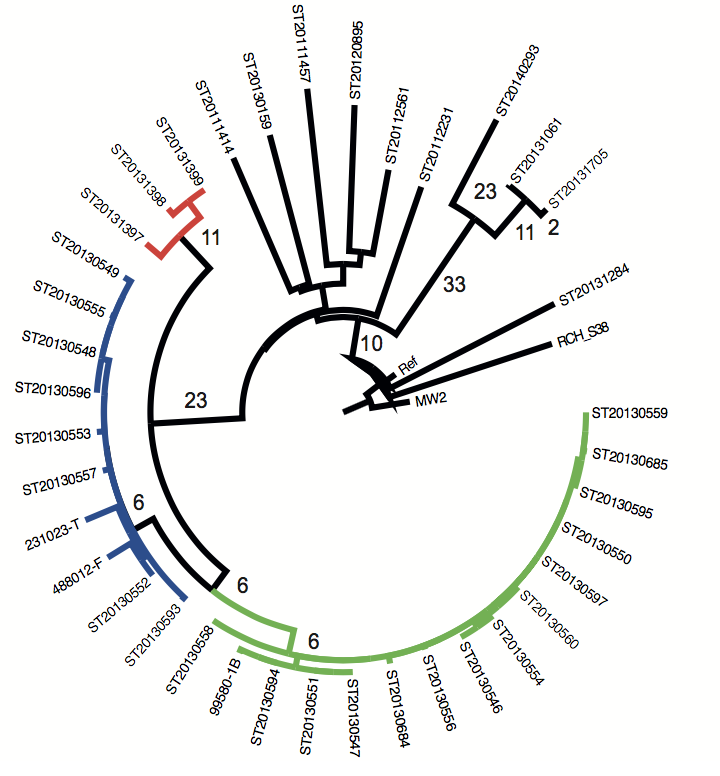 ST20111457
ST20120895
ST20130159
ST20111414
ST20112561
ST20112231
ST20140293
ST20131061
ST20131705
23
11
2
33
ST20131399
ST20131398
ST20131397
11
ST20131284
RCH_S38
10
Ref
MW2
23
ST20130549
ST20130555
ST20130548
ST20130596
ST20130553
ST20130557
231023-T
488012-F
ST20130552
ST20130593
6
6
6
ST20130559
ST20130685
ST20130595
ST20130550
ST20130597
ST20130560
ST20130554
ST20130546
ST20130556
ST20130684
ST20130547
ST20130551
ST20130594
99580-1B
ST20130558